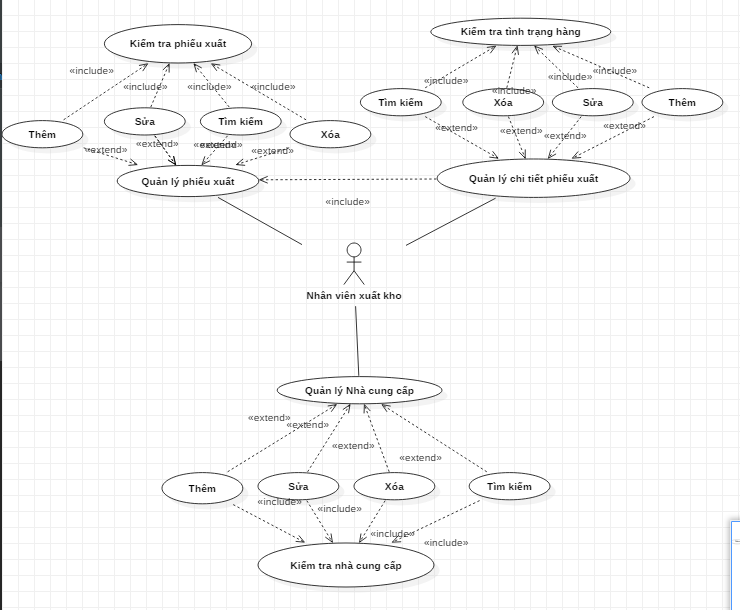 Kiểm tra phiếu xuất
Kiểm tra tình trạng hàng
«include»
«include»
«include»
«include»
«include»
«include»
«include»
«include»
Thêm
Sửa
Tìm kiếm
Xóa
Tìm kiếm
Xóa
Sửa
Thêm
«extend»
«extend»
«extend»
«extend»
«extend»
«extend»
«extend»
«extend»
Quản lý phiếu xuất
Quản lý chi tiết phiếu xuất
«include»
Nhân viên xuất kho
Quản lý Nhà cung cấp
«extend»
«extend»
«extend»
«extend»
Thêm
Sửa
Xóa
Tìm kiếm
«include»
«include»
«include»
«include»
Kiểm tra nhà cung cấp